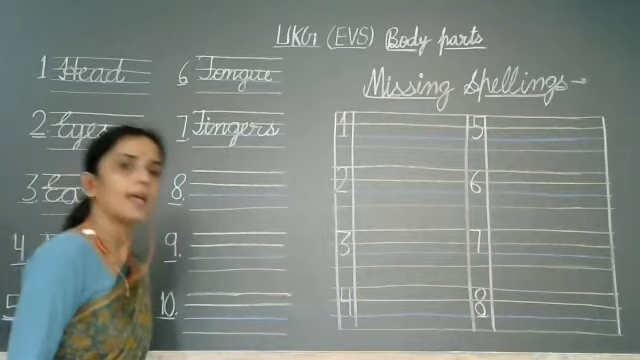 UKG (EVS) Body parts
Missing Spellings
1 Head
2. Eyes
3
4
5
6 Tongue
7 Fingers
8.
9.
10.
1
2
3
4
5
6
7
8